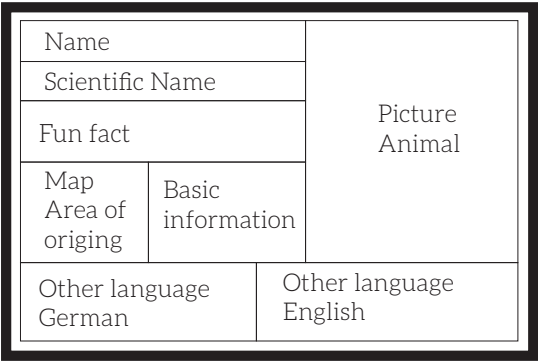 Name
Scientific Name
Fun fact
Picture
Animal
Map
Area of
origing
Basic
information
Other language
German
Other language
English